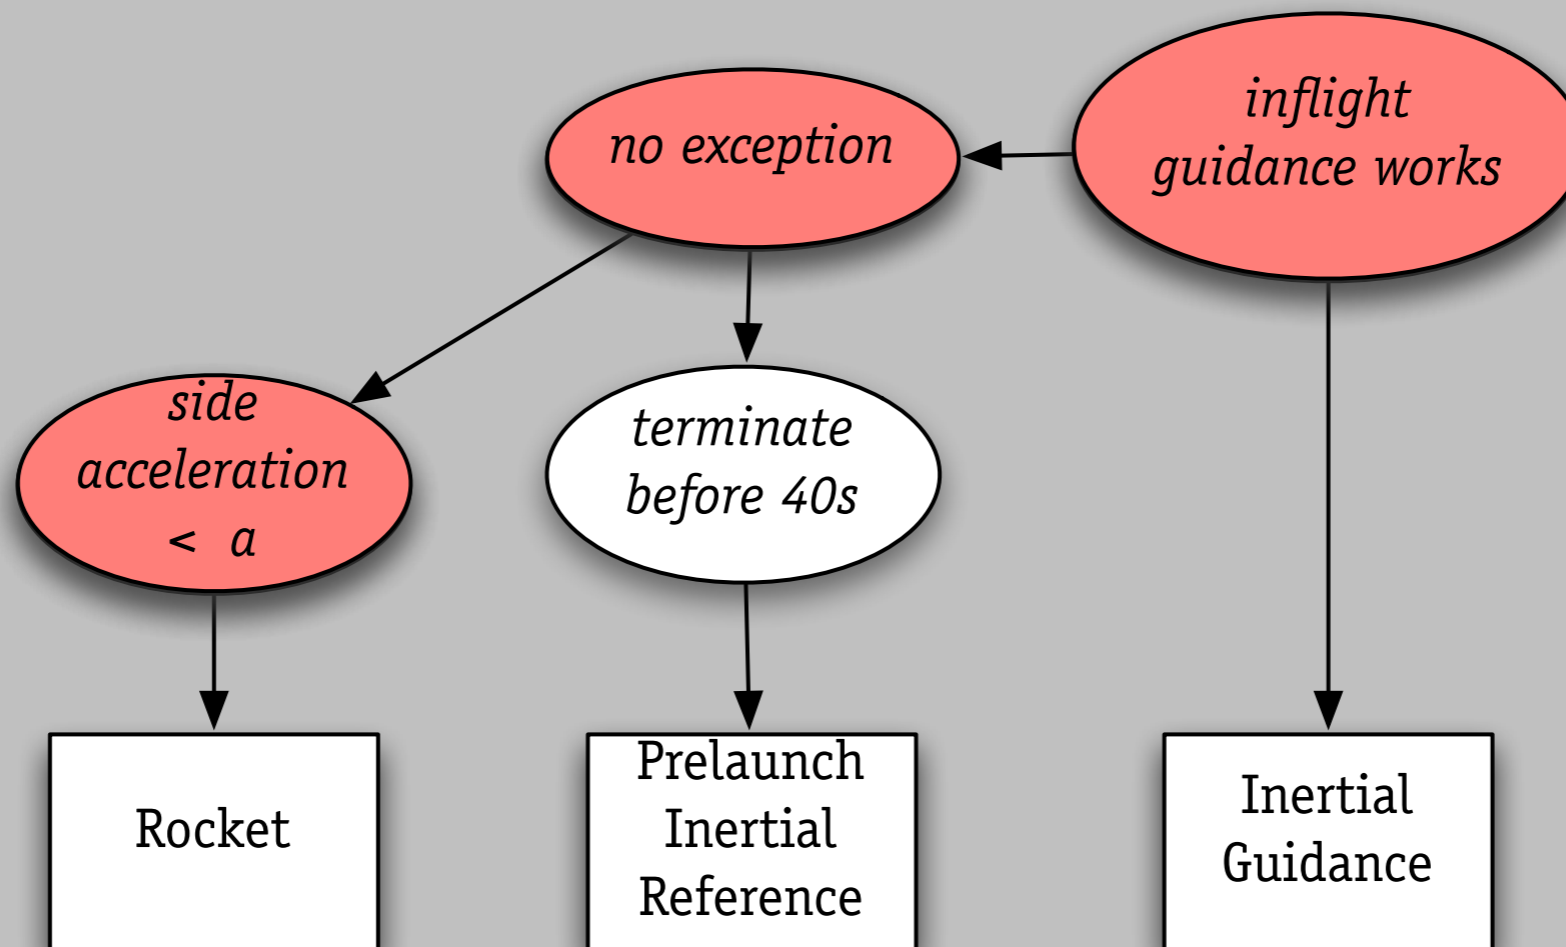 inflight
guidance works
no exception
side
acceleration
< a
terminate
before 40s
Rocket
Prelaunch
Inertial
Reference
Inertial
Guidance